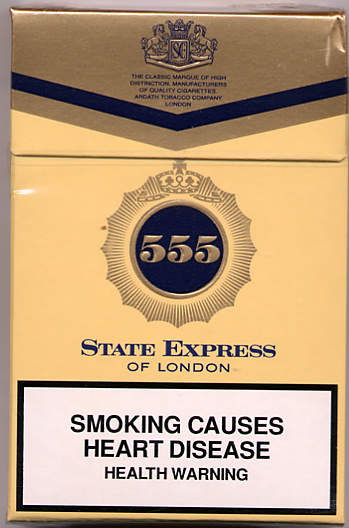 SG
THE CLASSIC MARQUE OF HIGH
DISTINCTION. MANUFACTURERS
OF QUALITY CIGARETTES
ARDATH TOBACCO COMPANY
LONDON
555
STATE EXPRESS
OF LONDON
SMOKING CAUSES
HEART DISEASE
HEALTH WARNING